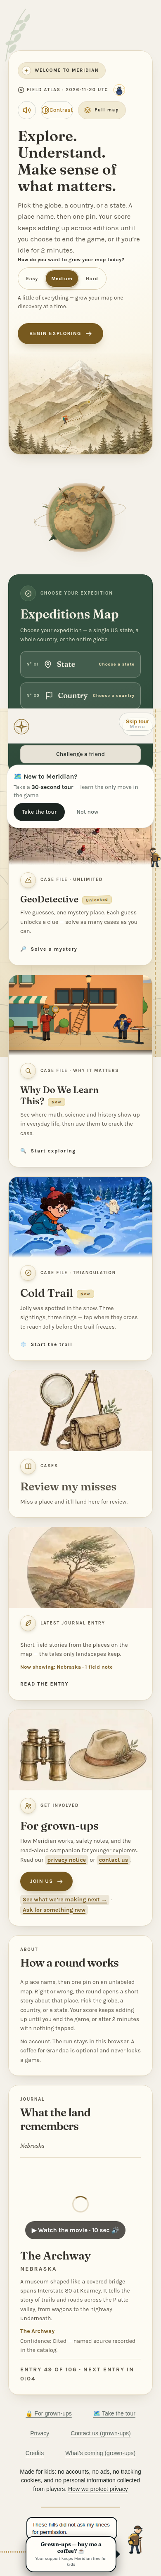 WELCOME TO MERIDIAN
FIELD ATLAS · 2026-11-20 UTC
Contrast
Full map
Explore.
Understand.
Make sense of
what matters.
Pick the globe, a country, or a state. A
place name, then one pin. Your score
keeps adding up across editions until
you choose to end the game, or if you're
idle for 2 minutes.
How do you want to grow your map today?
Easy
Medium
Hard
A little of everything — grow your map one
discovery at a time.
BEGIN EXPLORING →
CHOOSE YOUR EXPEDITION
Expeditions Map
Choose your expedition — a single US state, a
whole country, or the entire globe.
N° 01
State
Choose a state
N° 02
Country
Choose a country
Skip tour
Menu
Challenge a friend
🗺️ New to Meridian?
Take a 30-second tour — learn the only move in
the game.
Take the tour
Not now
CASE FILE · UNLIMITED
GeoDetective
Unlocked
Five guesses, one mystery place. Each guess
unlocks a clue — solve as many cases as you
can.
🔎 Solve a mystery
CASE FILE · WHY IT MATTERS
Why Do We Learn
This?
New
See where math, science and history show up
in everyday life, then use them to crack the
case.
🔍 Start exploring
CASE FILE · TRIANGULATION
Cold Trail
New
Jolly was spotted in the snow. Three
sightings, three rings — tap where they cross
to reach Jolly before the trail freezes.
❄️ Start the trail
CASES
Review my misses
Miss a place and it'll land here for review.
LATEST JOURNAL ENTRY
Short field stories from the places on the
map — the tales only landscapes keep.
Now showing: Nebraska · 1 field note
READ THE ENTRY
GET INVOLVED
For grown-ups
How Meridian works, safety notes, and the
read-aloud companion for younger explorers.
Read our privacy notice or contact us.
JOIN US →
See what we're making next → ·
Ask for something new
ABOUT
How a round works
A place name, then one pin on an unlabeled
map. Right or wrong, the round opens a short
story about that place. Pick the globe, a
country, or a state. Your score keeps adding
up until you end the game, or after 2 minutes
with nothing tapped.
No account. The run stays in this browser. A
coffee for Grandpa is optional and never locks
a game.
JOURNAL
What the land
remembers
Nebraska
▶ Watch the movie · 10 sec 🔊
The Archway
NEBRASKA
A museum shaped like a covered bridge
spans Interstate 80 at Kearney. It tells the
story of trails and roads across the Platte
valley, from wagons to the highway
underneath.
The Archway
Confidence: Cited — named source recorded
in the catalog.
ENTRY 48 OF 106 · NEXT ENTRY IN
0:04
🔒 For grown-ups
🗺️ Take the tour
Privacy
Contact us (grown-ups)
Credits
What's coming (grown-ups)
Made for kids: no accounts, no ads, no tracking
cookies, and no personal information collected
from players. How we protect privacy
These hills did not ask my knees
for permission.
Grown-ups — buy me a
coffee? ☕
Your support keeps Meridian free for
kids